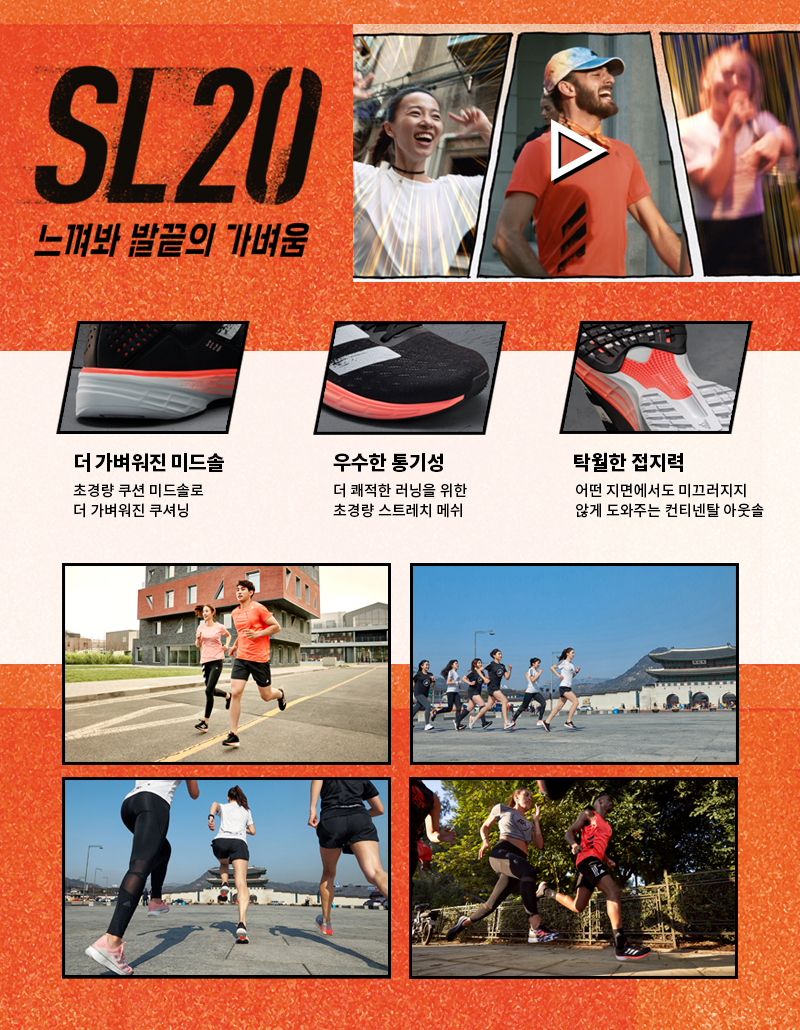 SL20
느껴봐 발끝의 가벼움
더 가벼워진 미드솔
초경량 쿠션 미드솔로
더 가벼워진 쿠셔닝
우수한 통기성
더 쾌적한 러닝을 위한
초경량 스트레치 메쉬
탁월한 접지력
어떤 지면에서도 미끄러지지
않게 도와주는 컨티넨탈 아웃솔